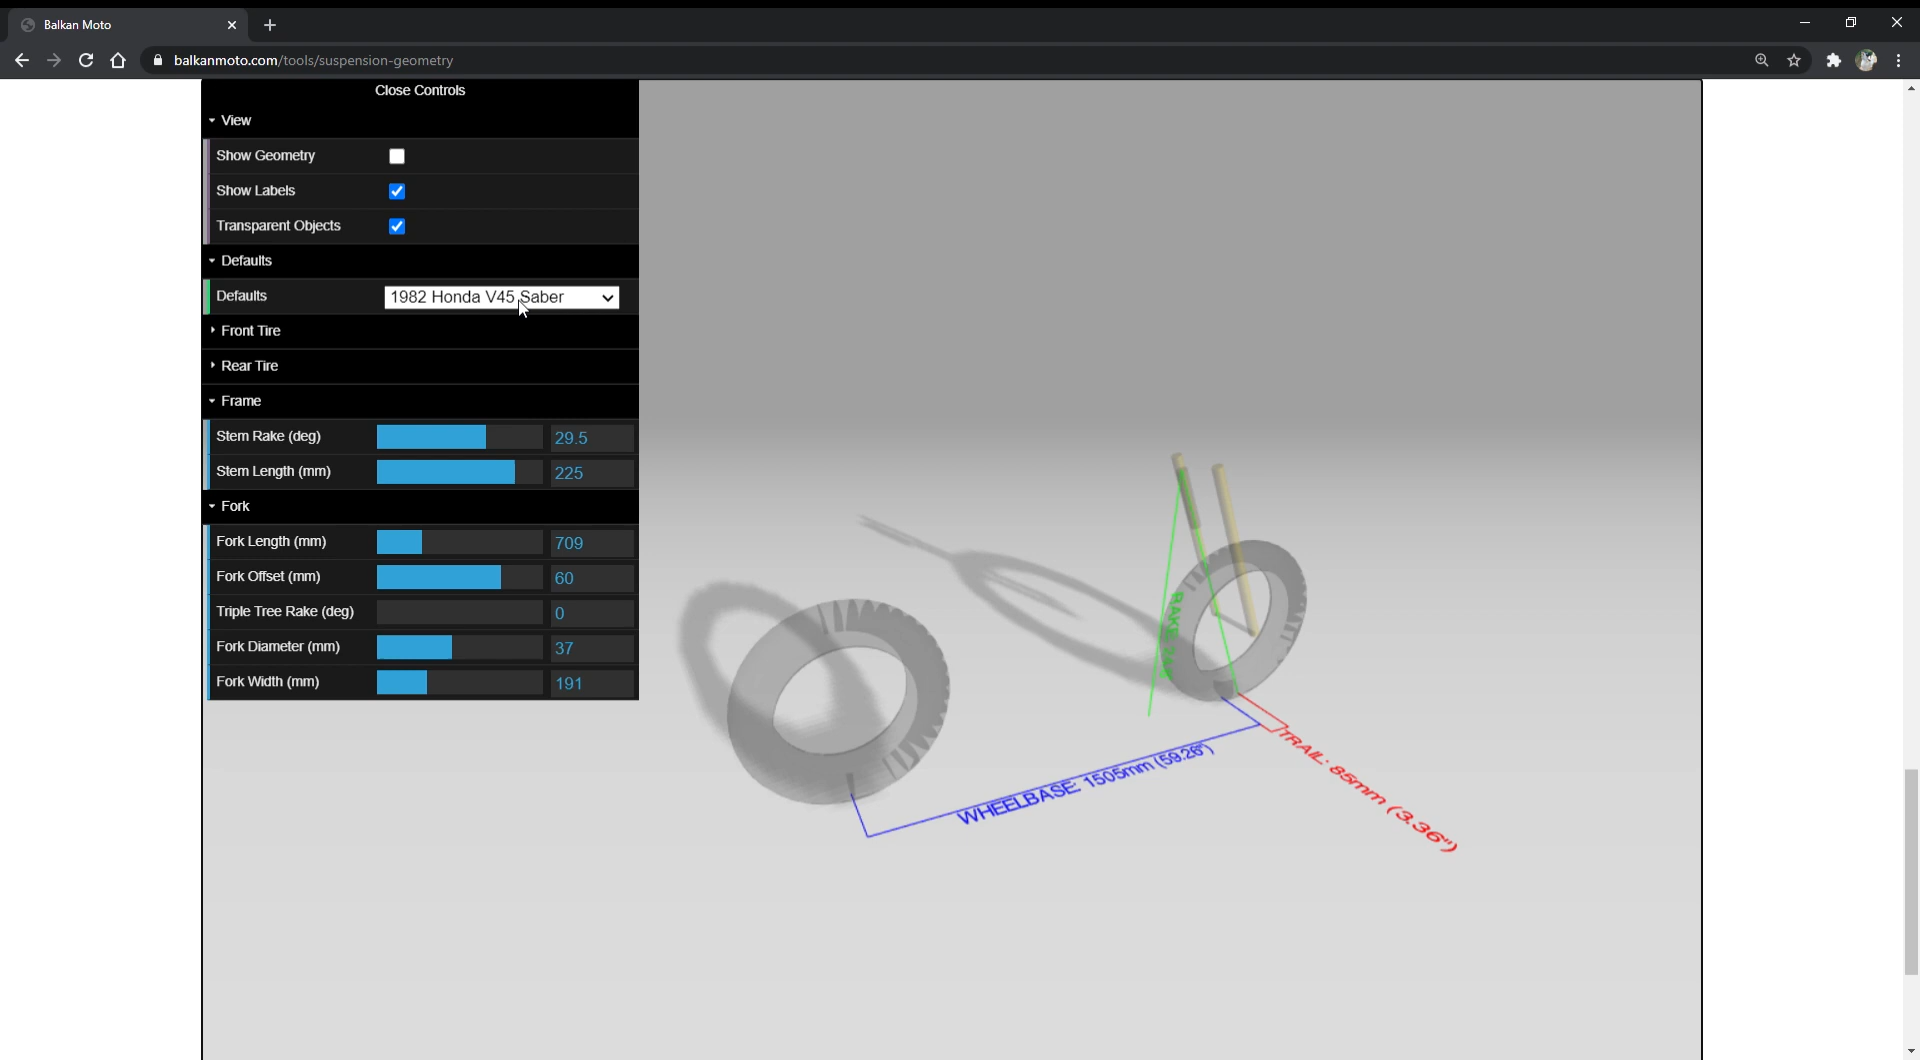 Balkan Moto
balkanmoto.com/tools/suspension-geometry
Close Controls
View
Show Geometry
Show Labels
Transparent Objects
Defaults
Defaults 1982 Honda V45 Saber
Front Tire
Rear Tire
Frame
Stem Rake (deg) 29.5
Stem Length (mm) 225
Fork
Fork Length (mm) 709
Fork Offset (mm) 60
Triple Tree Rake (deg) 0
Fork Diameter (mm) 37
Fork Width (mm) 191
RAKE:
WHEELBASE: 1505mm (59.26")
TRAIL: 85mm (3.36")